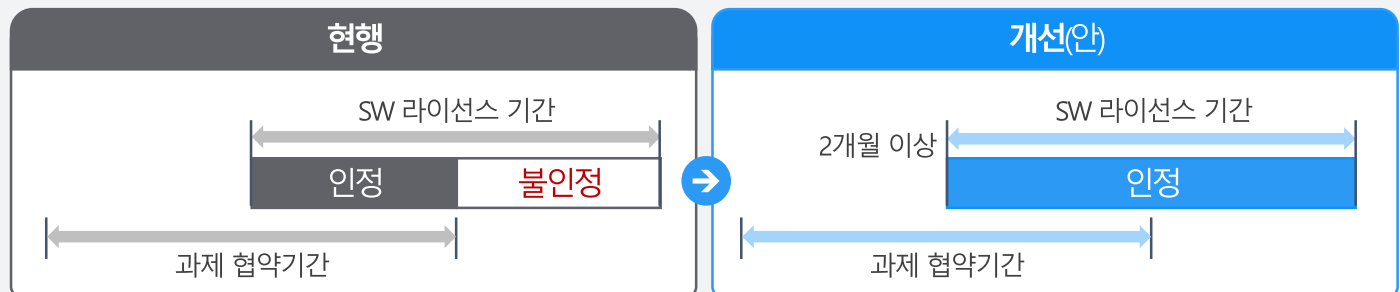 현행
SW 라이선스 기간
인정
불인정
과제 협약기간
개선(안)
SW 라이선스 기간
2개월 이상
인정
과제 협약기간